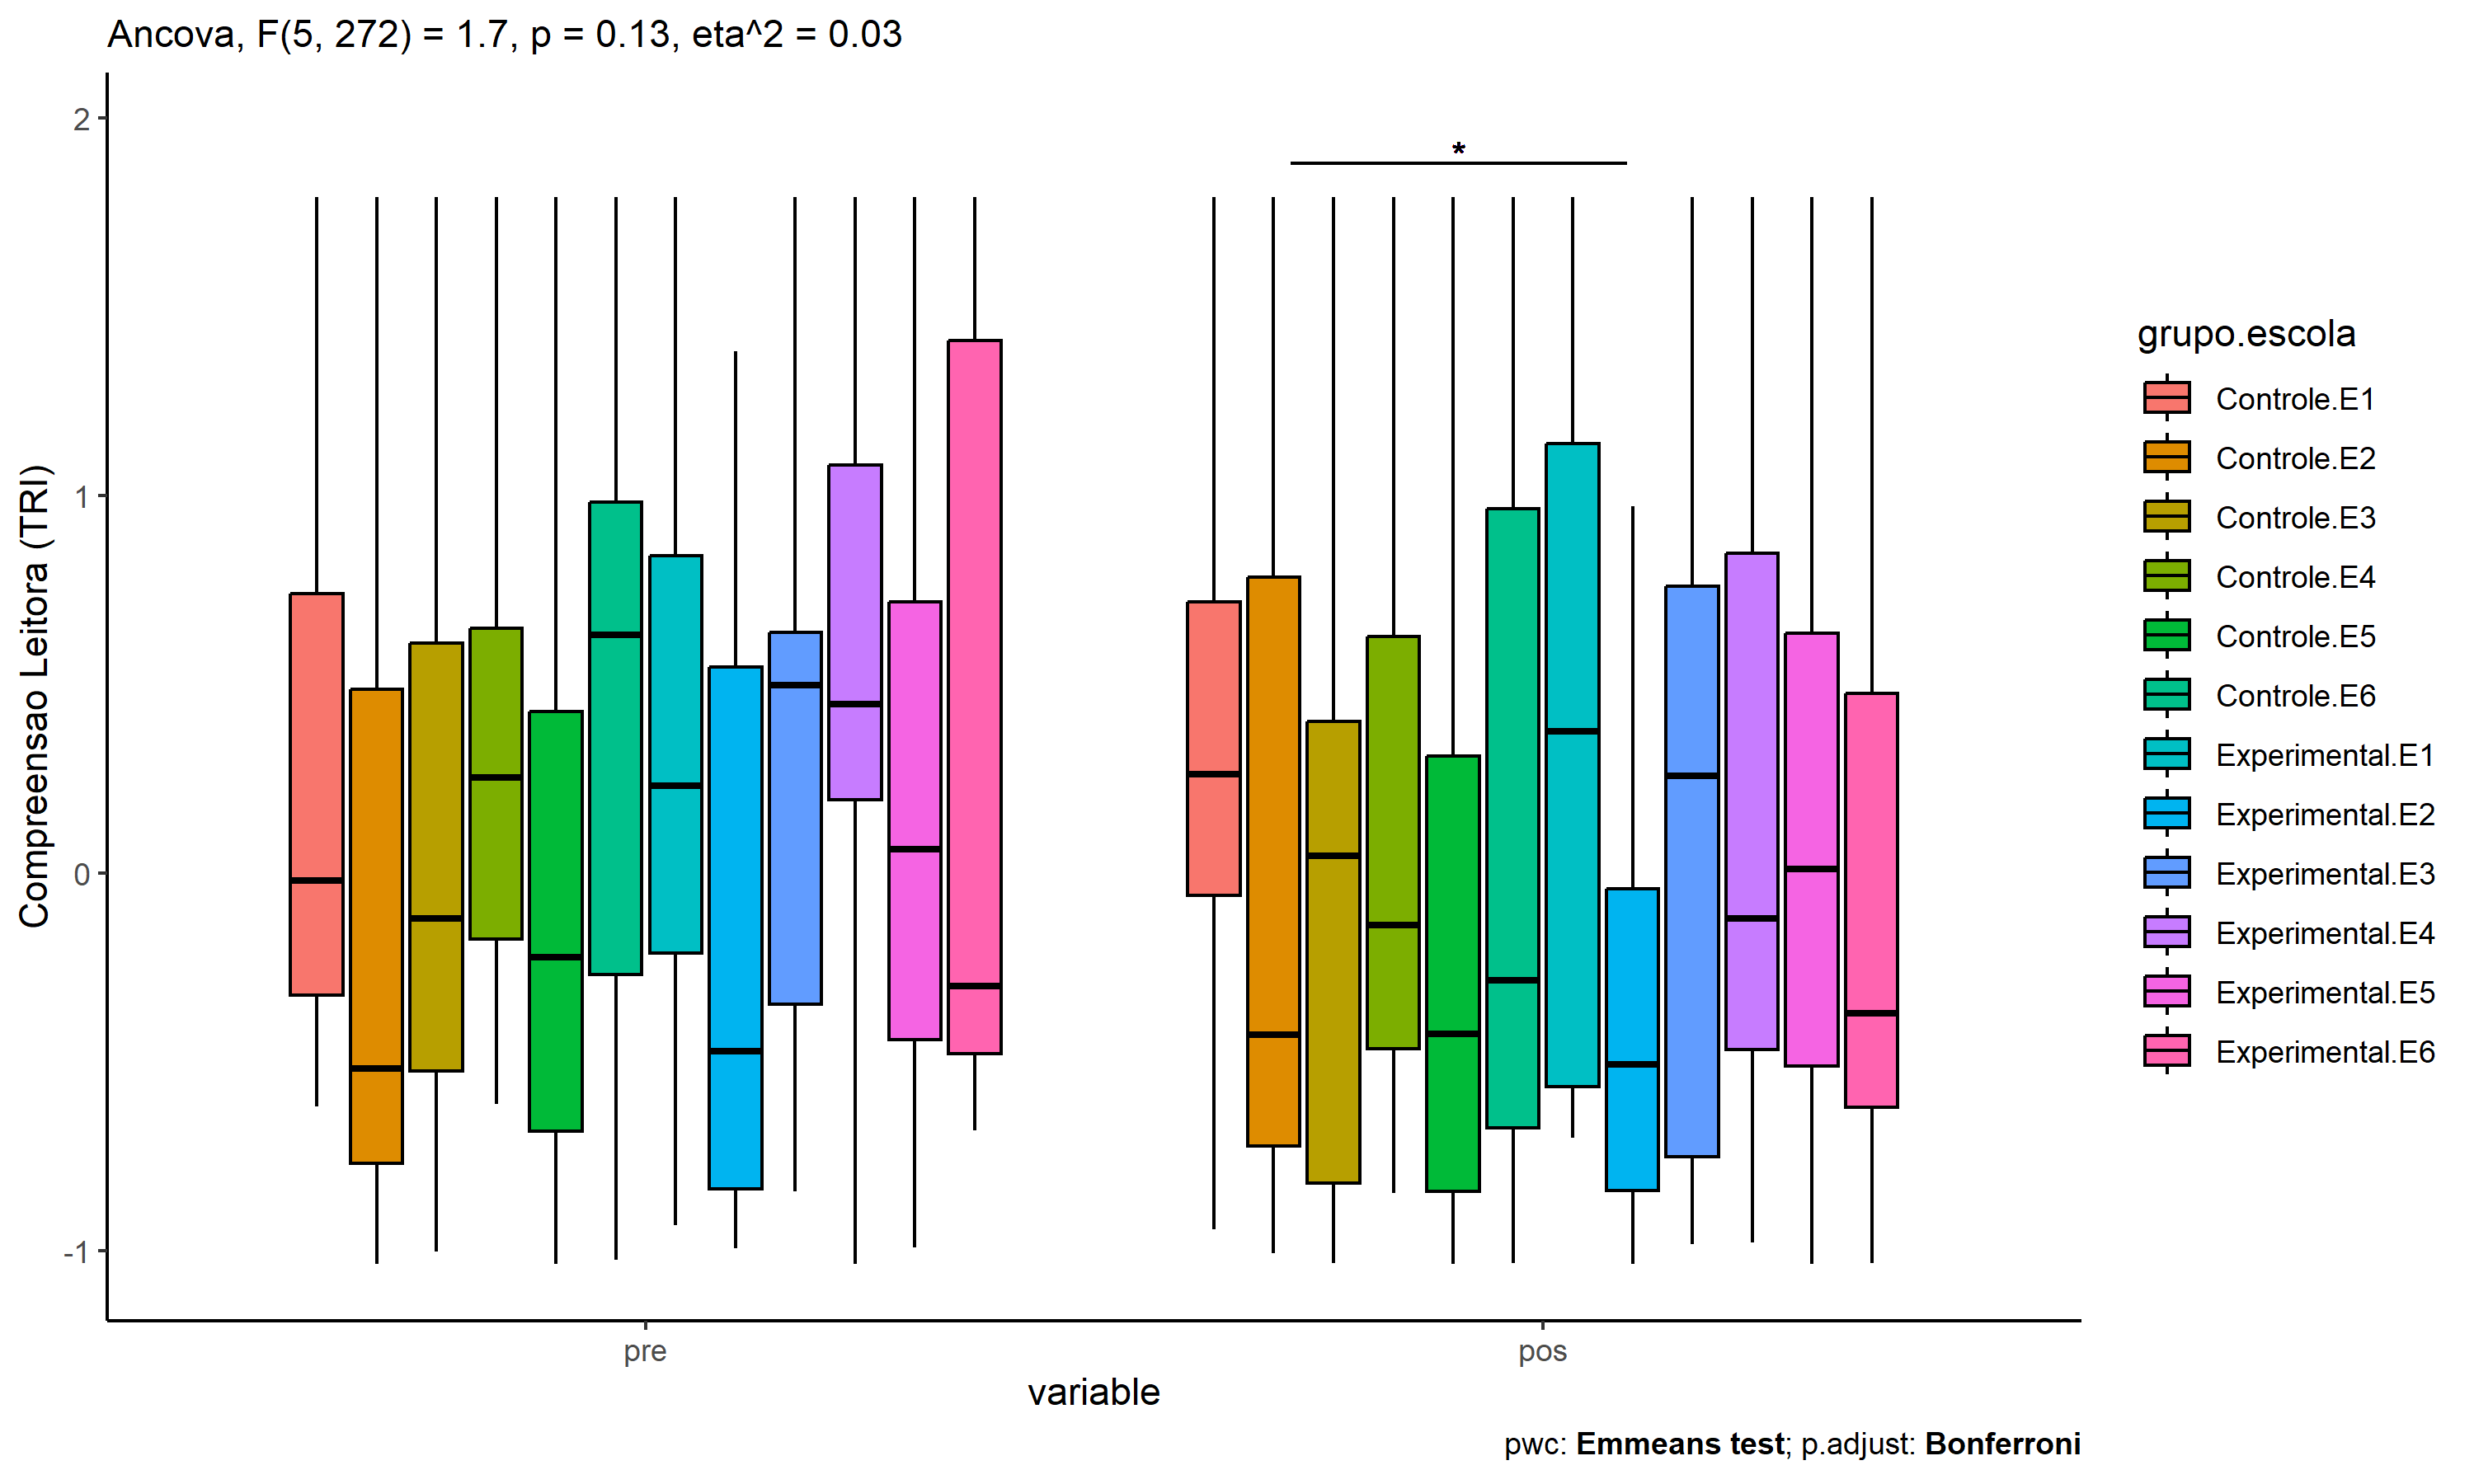 Ancova, F(5, 272) = 1.7, p = 0.13, eta^2 = 0.03
Compreensao Leitora (TRI)
2
1
0
-1
*
pre
pos
variable
pwc: Emmeans test; p.adjust: Bonferroni
grupo.escola
Controle.E1
Controle.E2
Controle.E3
Controle.E4
Controle.E5
Controle.E6
Experimental.E1
Experimental.E2
Experimental.E3
Experimental.E4
Experimental.E5
Experimental.E6